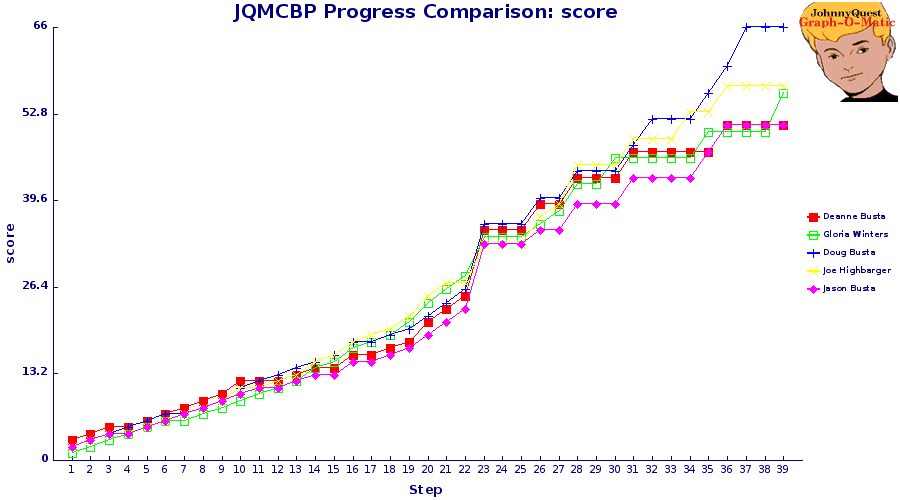 JQMCBP Progress Comparison: score
JohnnyQuest
Graph-O-Matic
66
52.8
39.6
26.4
13.2
0
score
1 2 3 4 5 6 7 8 9 10 11 12 13 14 15 16 17 18 19 20 21 22 23 24 25 26 27 28 29 30 31 32 33 34 35 36 37 38 39
Step
Deanne Busta
Gloria Winters
Doug Busta
Joe Highbarger
Jason Busta